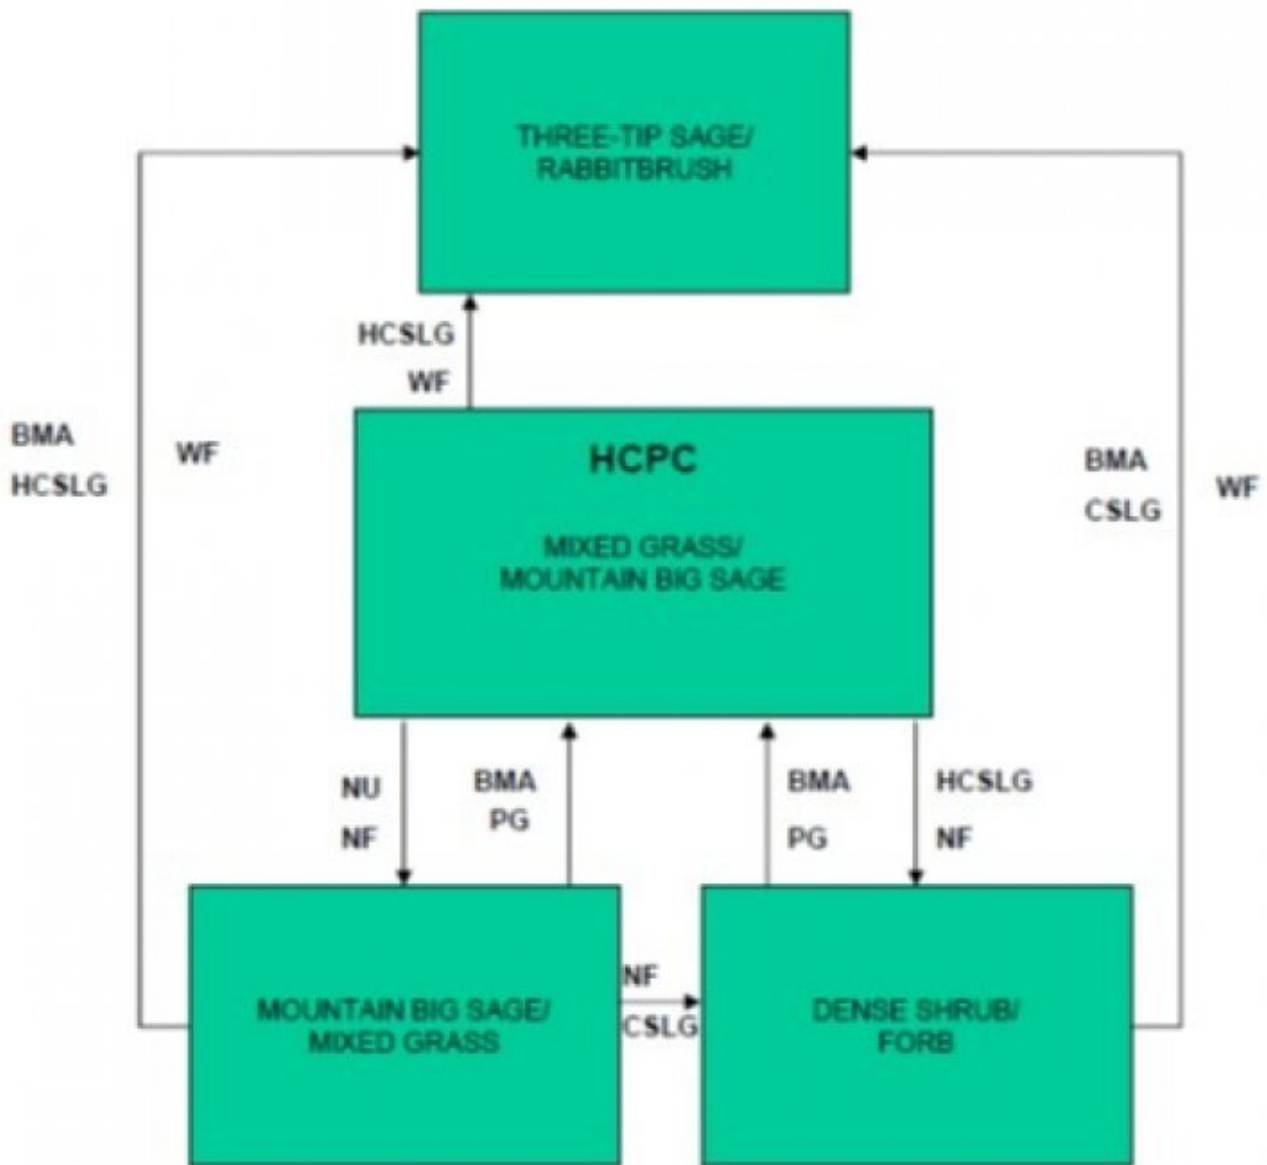 THREE-TIP SAGE/
RABBITBRUSH
HCSLG
WF
BMA
HCSLG
WF
HCPC
MIXED GRASS/
MOUNTAIN BIG SAGE
BMA
CSLG
WF
NU
NF
BMA
PG
BMA
PG
HCSLG
NF
MOUNTAIN BIG SAGE/
MIXED GRASS
NF
CSLG
DENSE SHRUB/
FORB